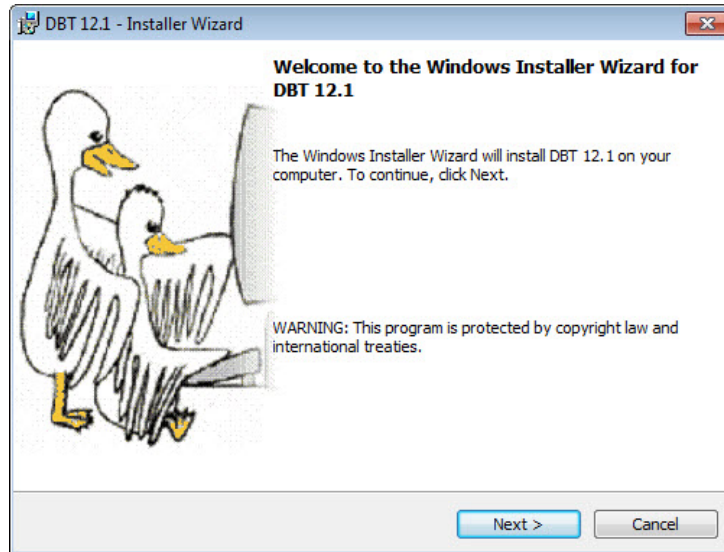 DBT 12.1 - Installer Wizard
Welcome to the Windows Installer Wizard for
DBT 12.1
The Windows Installer Wizard will install DBT 12.1 on your
computer. To continue, click Next.
WARNING: This program is protected by copyright law and
international treaties.
Next >
Cancel